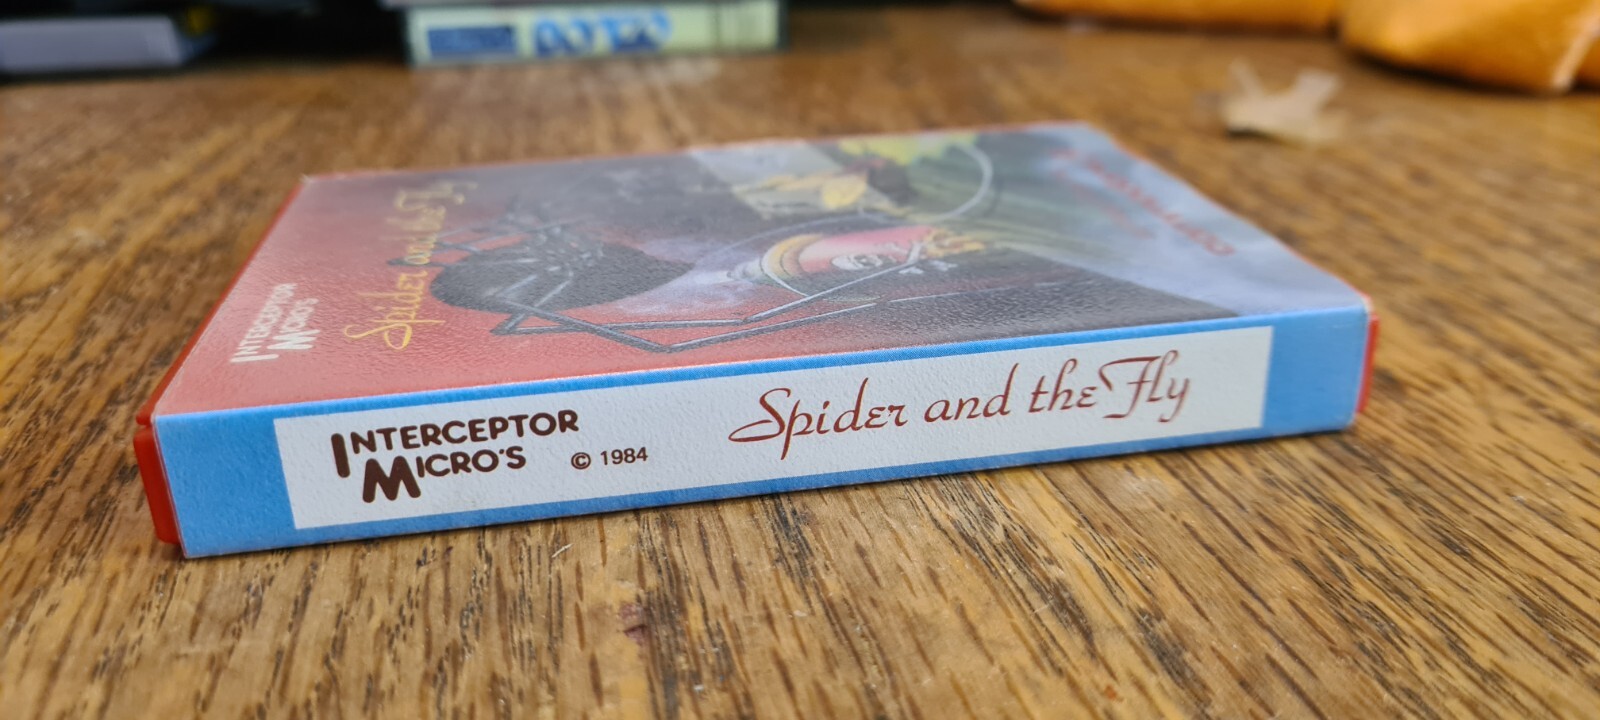 INTERCEPTOR
MICRO'S
Spider and the Fly
INTERCEPTOR
MICRO'S
© 1984
Spider and the Fly